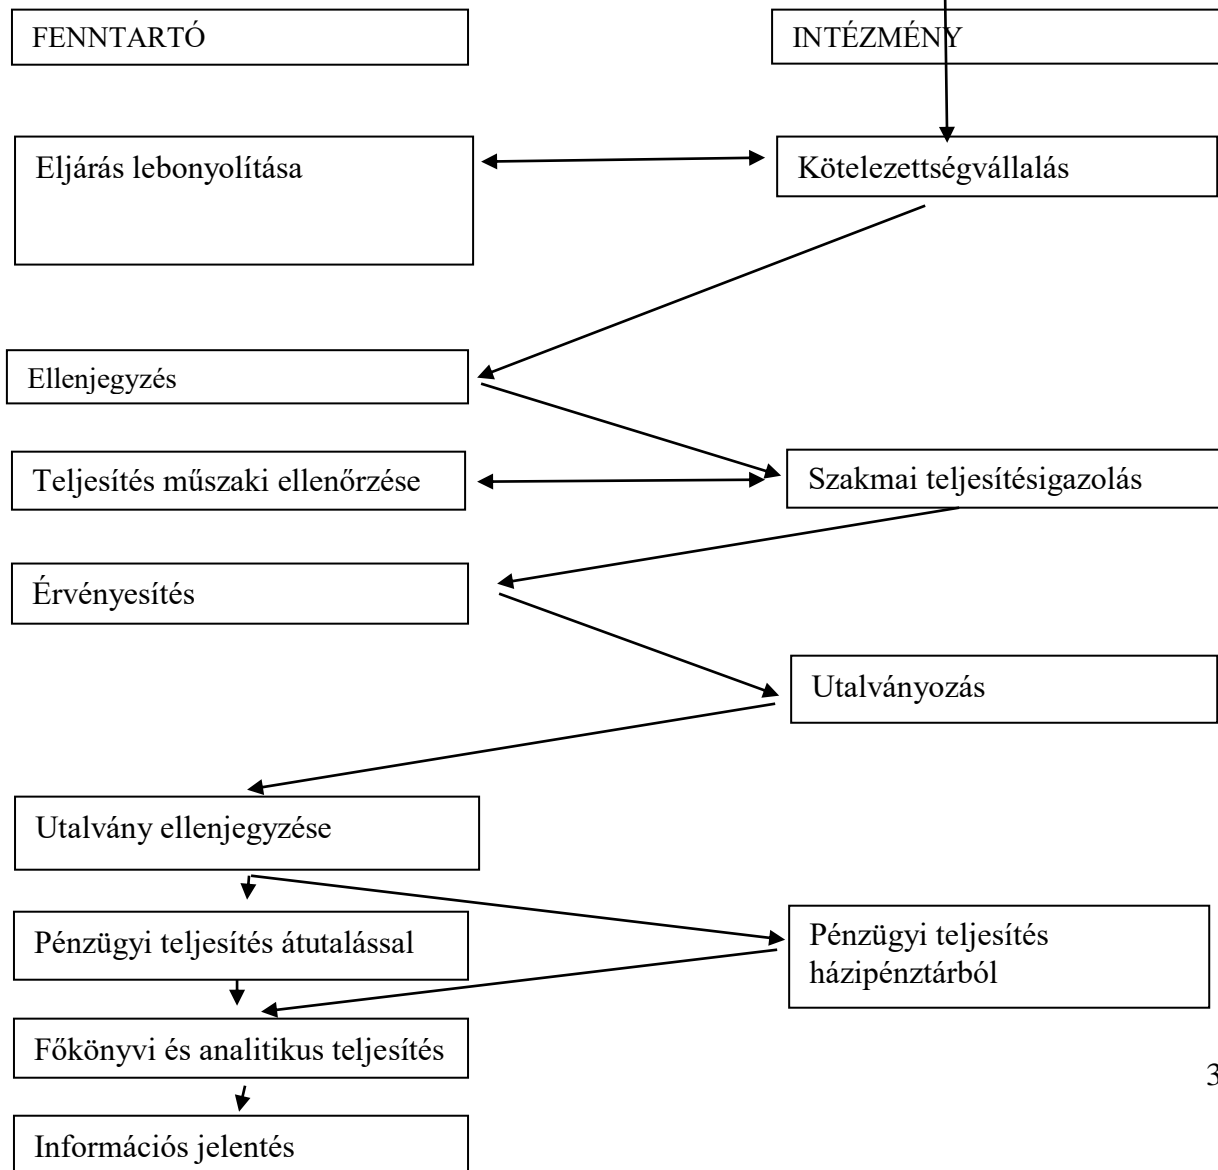 FENNTARTÓ
INTÉZMÉNY
Eljárás lebonyolítása
Kötelezettségvállalás
Ellenjegyzés
Teljesítés műszaki ellenőrzése
Szakmai teljesítésigazolás
Érvényesítés
Utalványozás
Utalvány ellenjegyzése
Pénzügyi teljesítés átutalással
Pénzügyi teljesítés
házipénztárból
Főkönyvi és analitikus teljesítés
3
Információs jelentés